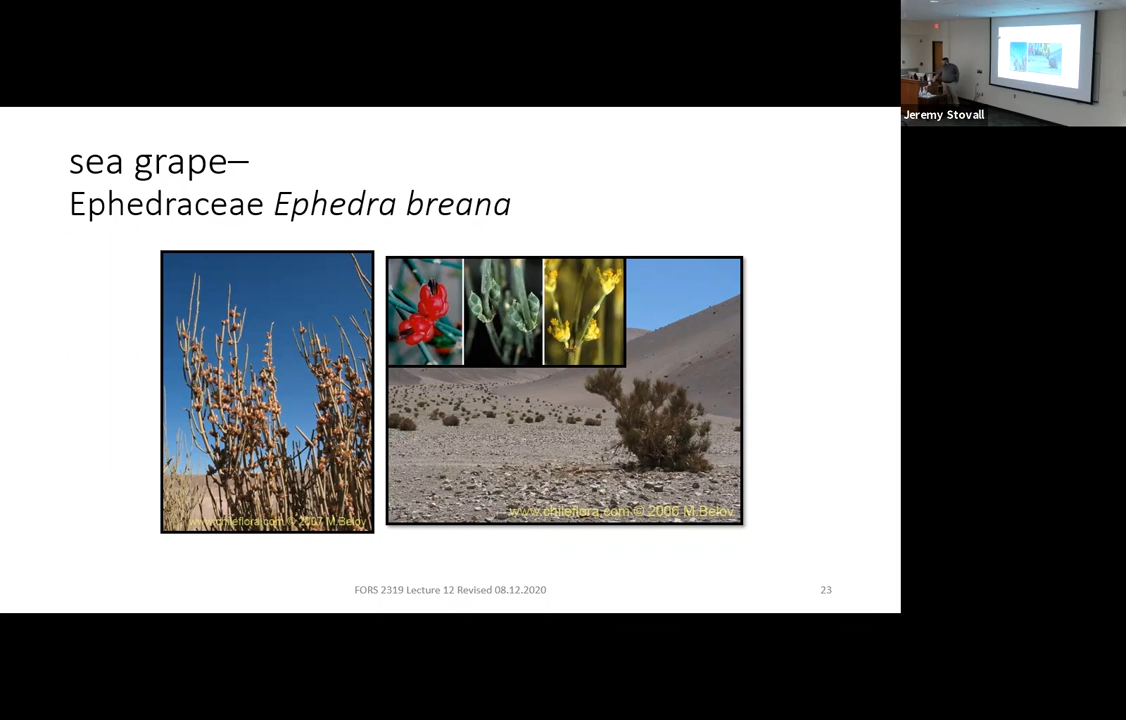 Jeremy Stovall
sea grape–
Ephedraceae Ephedra breana
www.chileflora.com © 2007 M.Belov
www.chileflora.com © 2006 M.Belov
FORS 2319 Lecture 12 Revised 08.12.2020
23